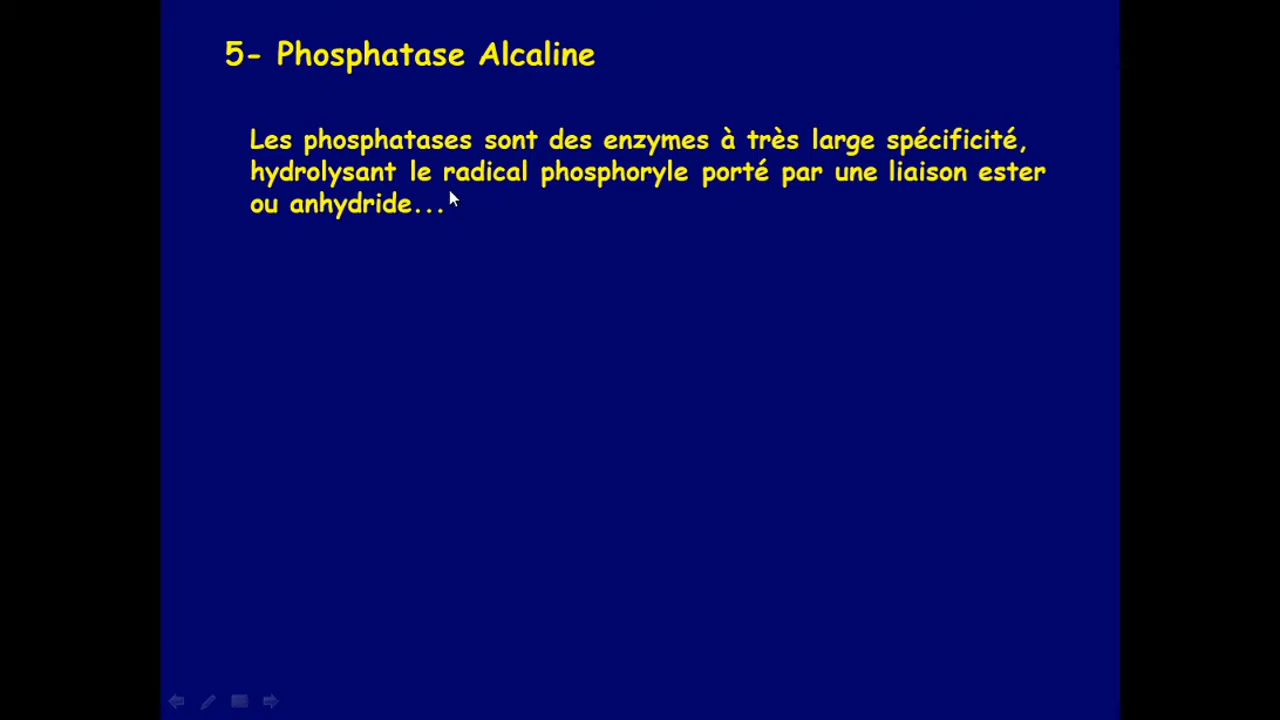 5- Phosphatase Alcaline
Les phosphatases sont des enzymes à très large spécificité,
hydrolysant le radical phosphoryle porté par une liaison ester
ou anhydride...